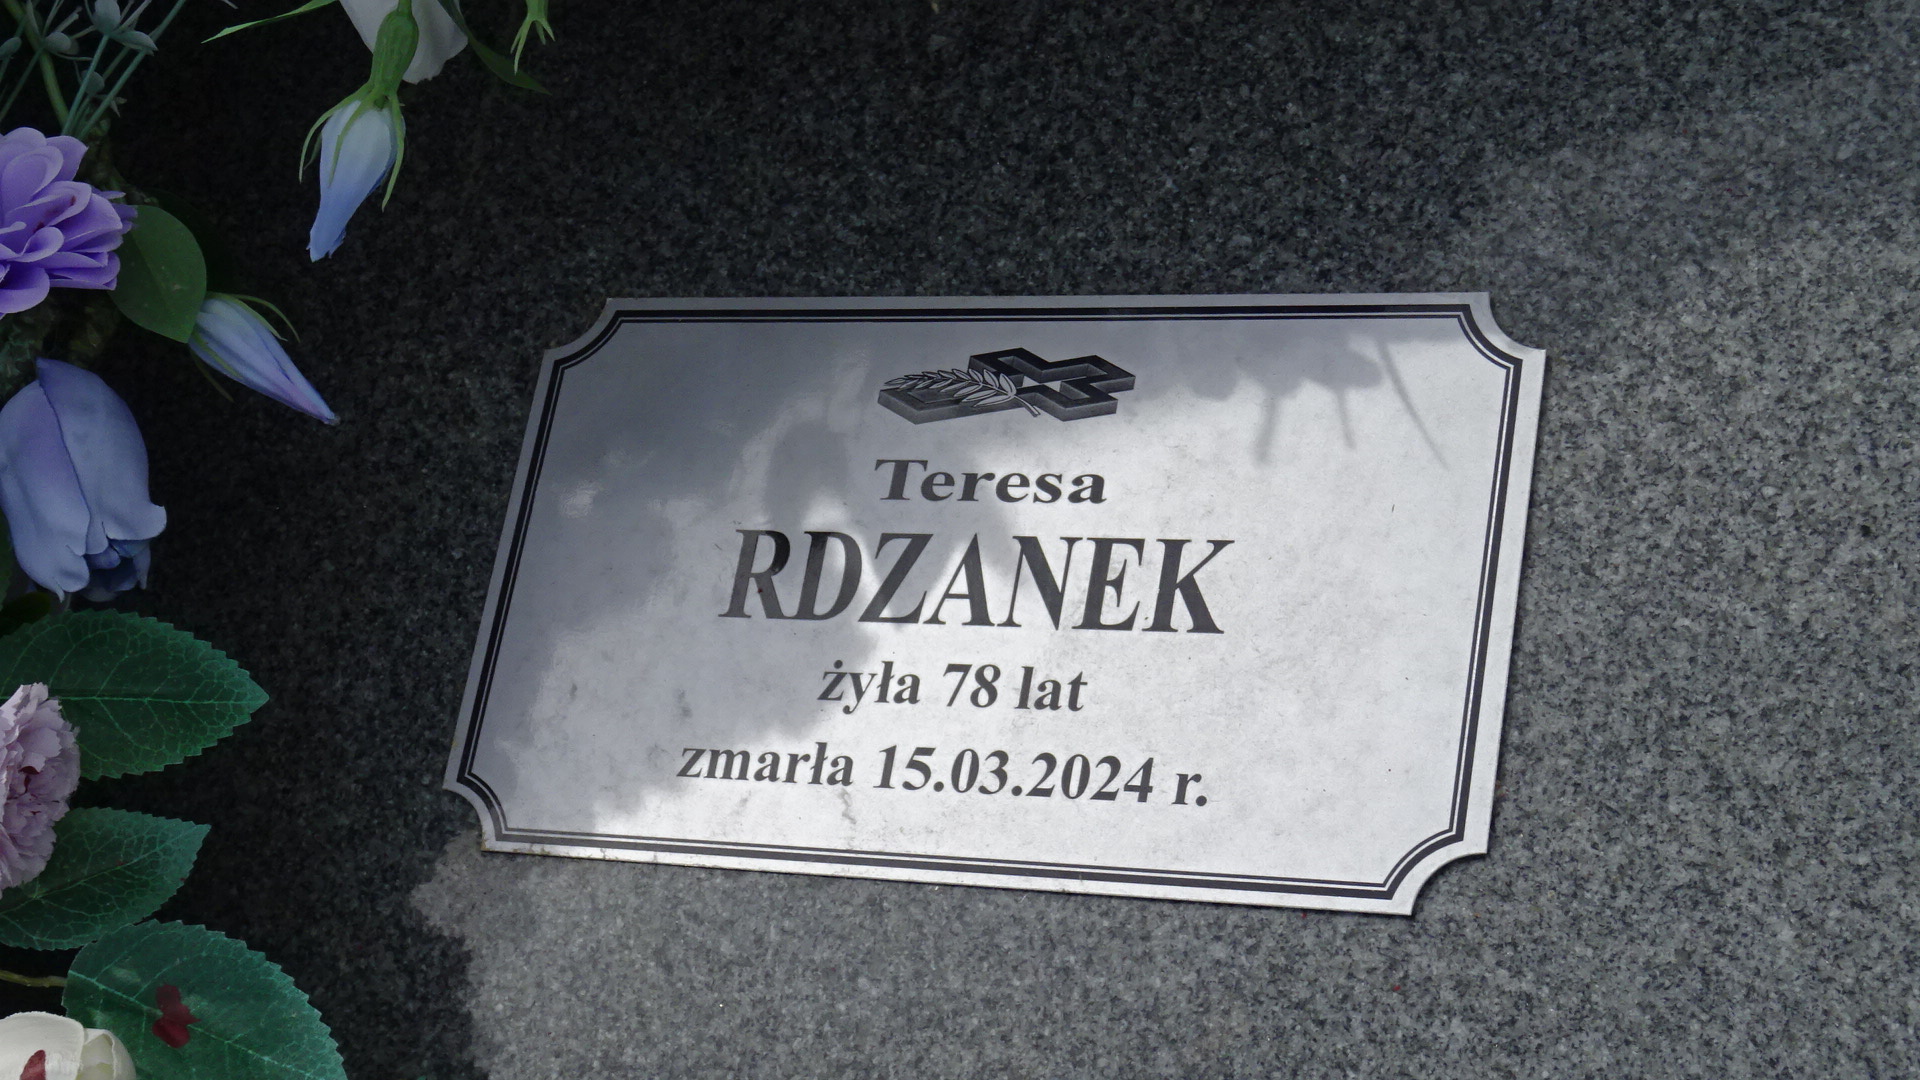 Teresa
RDZANEK
żyła 78 lat
zmarła 15.03.2024 r.